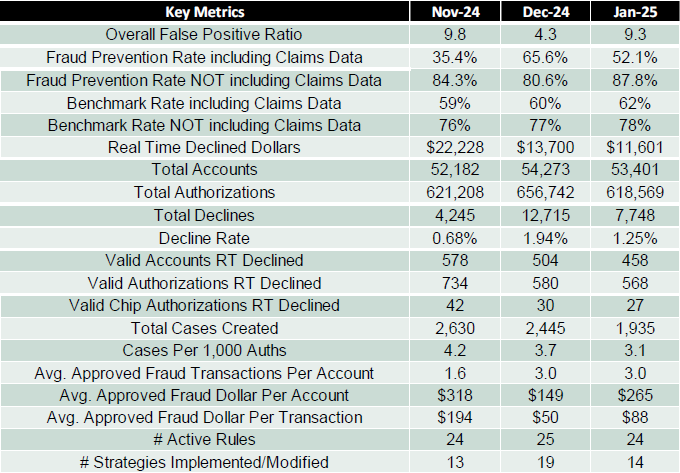 Key Metrics Nov-24 Dec-24 Jan-25
Overall False Positive Ratio 9.8 4.3 9.3
Fraud Prevention Rate including Claims Data 35.4% 65.6% 52.1%
Fraud Prevention Rate NOT including Claims Data 84.3% 80.6% 87.8%
Benchmark Rate including Claims Data 59% 60% 62%
Benchmark Rate NOT including Claims Data 76% 77% 78%
Real Time Declined Dollars $22,228 $13,700 $11,601
Total Accounts 52,182 54,273 53,401
Total Authorizations 621,208 656,742 618,569
Total Declines 4,245 12,715 7,748
Decline Rate 0.68% 1.94% 1.25%
Valid Accounts RT Declined 578 504 458
Valid Authorizations RT Declined 734 580 568
Valid Chip Authorizations RT Declined 42 30 27
Total Cases Created 2,630 2,445 1,935
Cases Per 1,000 Auths 4.2 3.7 3.1
Avg. Approved Fraud Transactions Per Account 1.6 3.0 3.0
Avg. Approved Fraud Dollar Per Account $318 $149 $265
Avg. Approved Fraud Dollar Per Transaction $194 $50 $88
# Active Rules 24 25 24
# Strategies Implemented/Modified 13 19 14